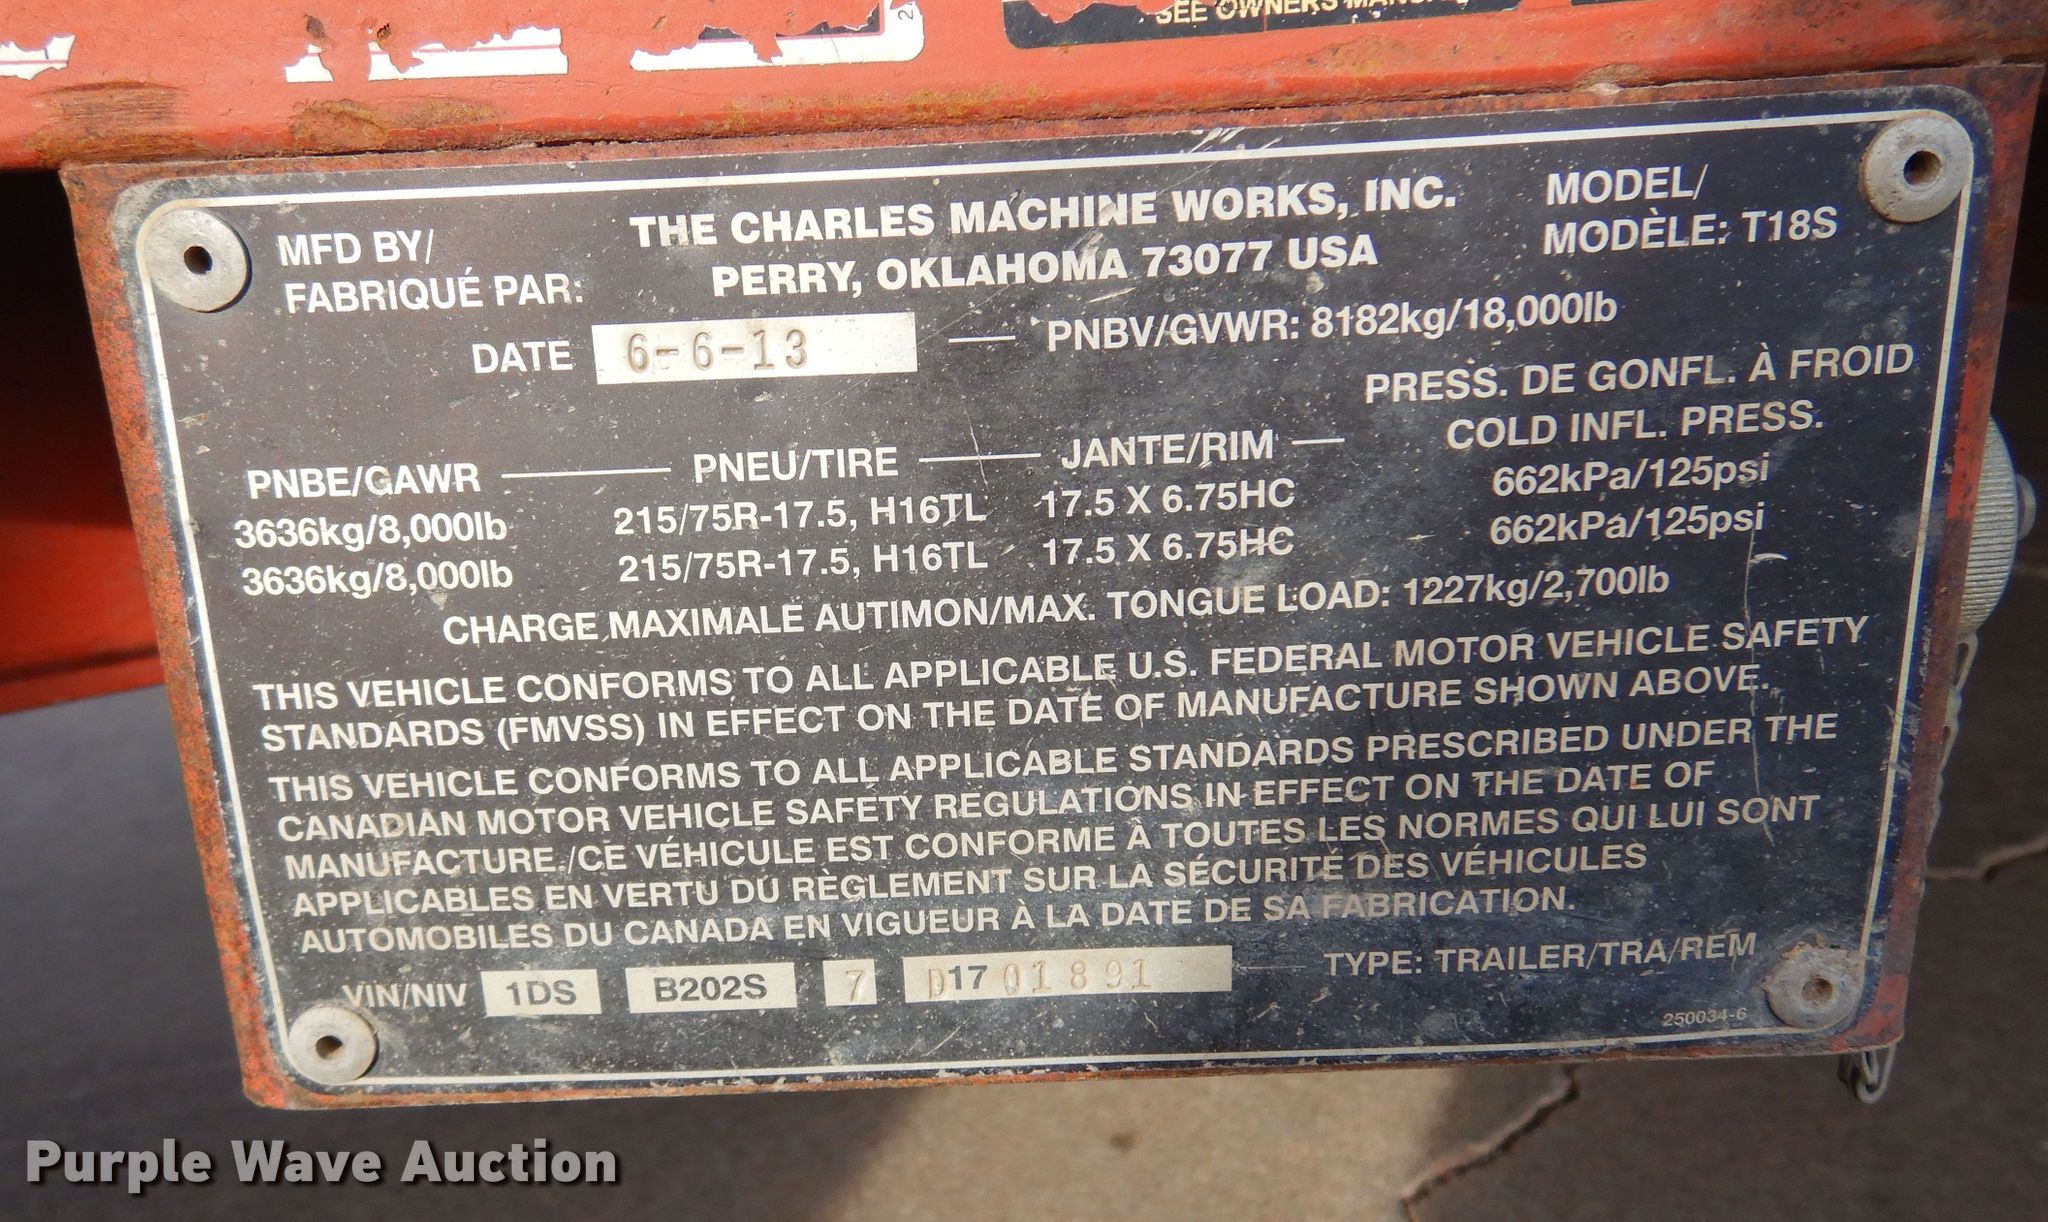 SEE OWNERS MANUAL
2
MFD BY/ THE CHARLES MACHINE WORKS, INC. MODEL/
FABRIQUÉ PAR: PERRY, OKLAHOMA 73077 USA MODÈLE: T18S
DATE 6-6-13 — PNBV/GVWR: 8182kg/18,000lb
PRESS. DE GONFL. À FROID
PNBE/GAWR — PNEU/TIRE — JANTE/RIM — COLD INFL. PRESS.
3636kg/8,000lb 215/75R-17.5, H16TL 17.5 X 6.75HC 662kPa/125psi
3636kg/8,000lb 215/75R-17.5, H16TL 17.5 X 6.75HC 662kPa/125psi
CHARGE MAXIMALE AUTIMON/MAX. TONGUE LOAD: 1227kg/2,700lb
THIS VEHICLE CONFORMS TO ALL APPLICABLE U.S. FEDERAL MOTOR VEHICLE SAFETY
STANDARDS (FMVSS) IN EFFECT ON THE DATE OF MANUFACTURE SHOWN ABOVE.
THIS VEHICLE CONFORMS TO ALL APPLICABLE STANDARDS PRESCRIBED UNDER THE
CANADIAN MOTOR VEHICLE SAFETY REGULATIONS IN EFFECT ON THE DATE OF
MANUFACTURE./CE VÉHICULE EST CONFORME À TOUTES LES NORMES QUI LUI SONT
APPLICABLES EN VERTU DU RÈGLEMENT SUR LA SÉCURITÉ DES VÉHICULES
AUTOMOBILES DU CANADA EN VIGUEUR À LA DATE DE SA FABRICATION.
VIN/NIV 1DS B202S 7 D1701891 TYPE: TRAILER/TRA/REM
250034-6
Purple Wave Auction